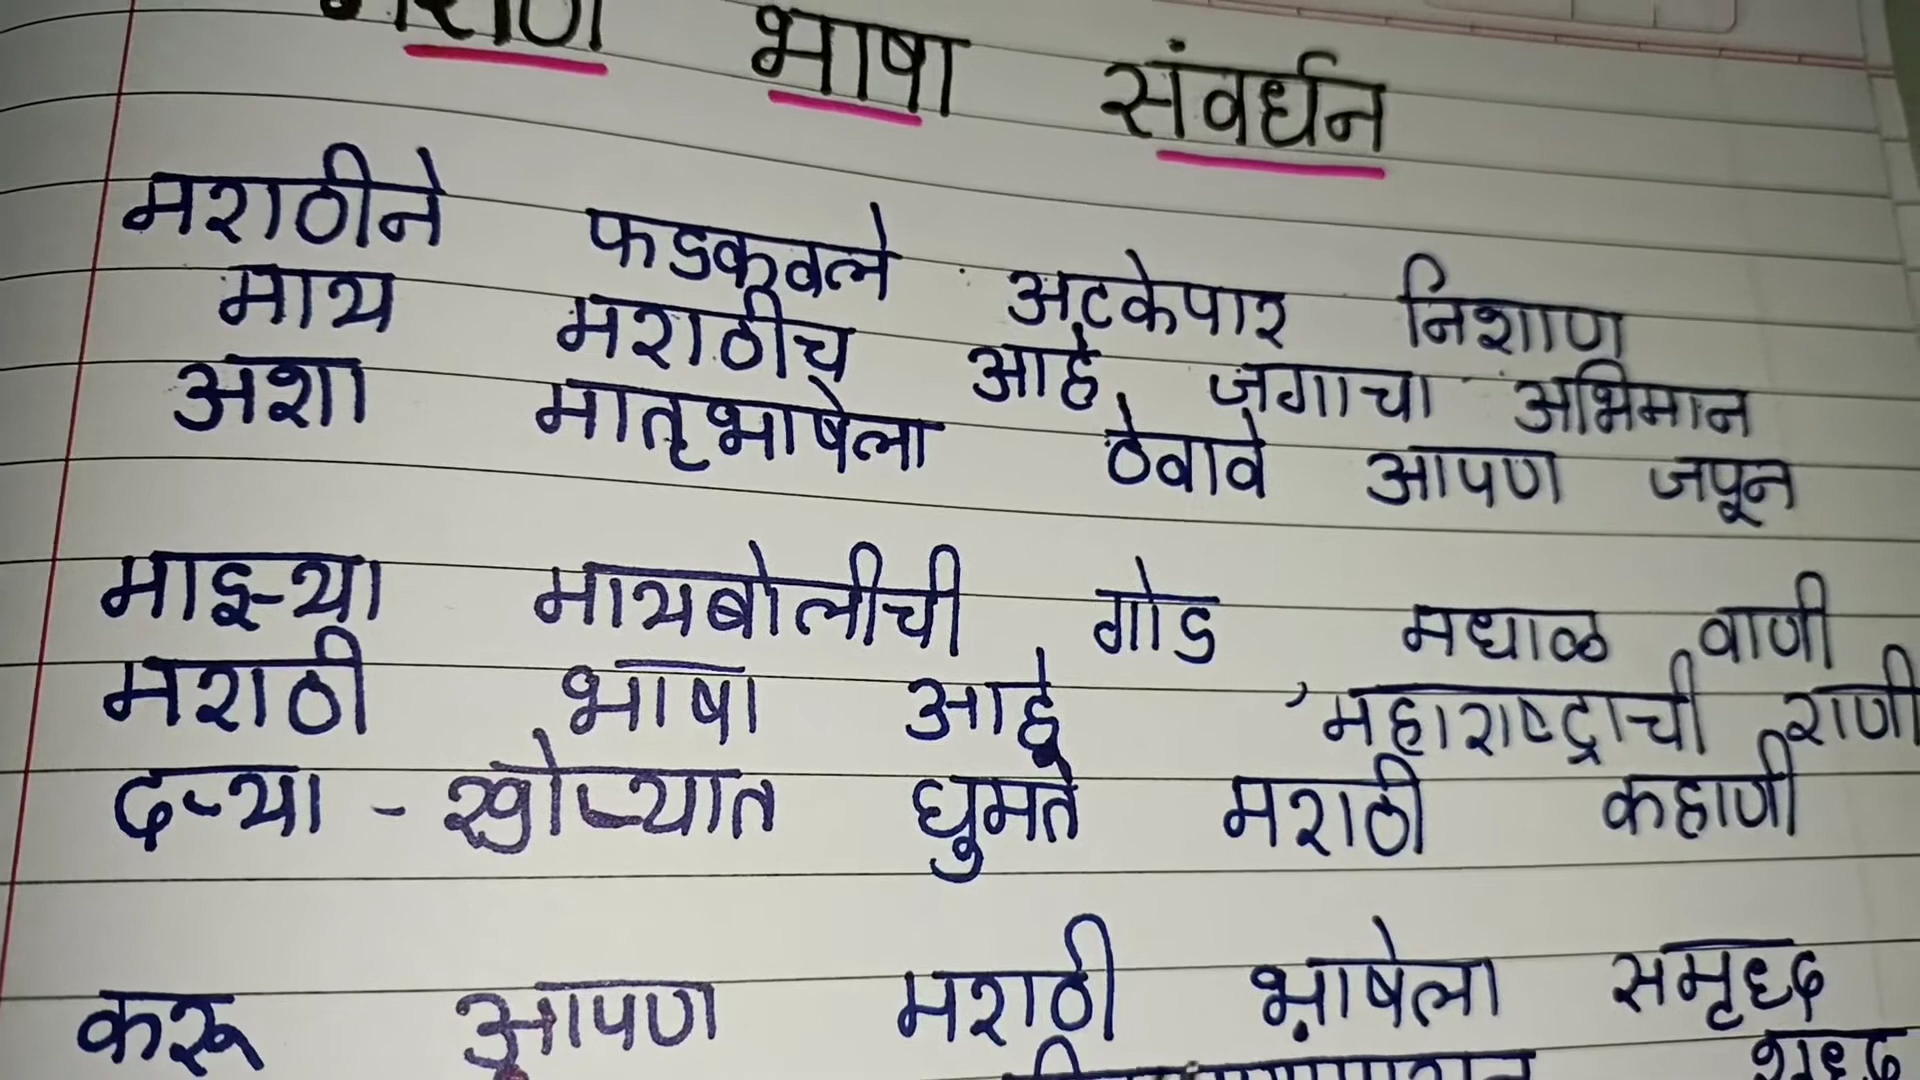 मराठी भाषा संवर्धन
मराठीने फडकवले अटकेपार निशाण
माय मराठीच आहे जगाचा अभिमान
अशा मातृभाषेला ठेवावे आपण जपून
माझ्या मायबोलीची गोड मधाळ वाणी
मराठी भाषा आहे महाराष्ट्राची राणी
दऱ्या - खोऱ्यात घुमते मराठी कहाणी
करू आपण मराठी भाषेला समृध्द